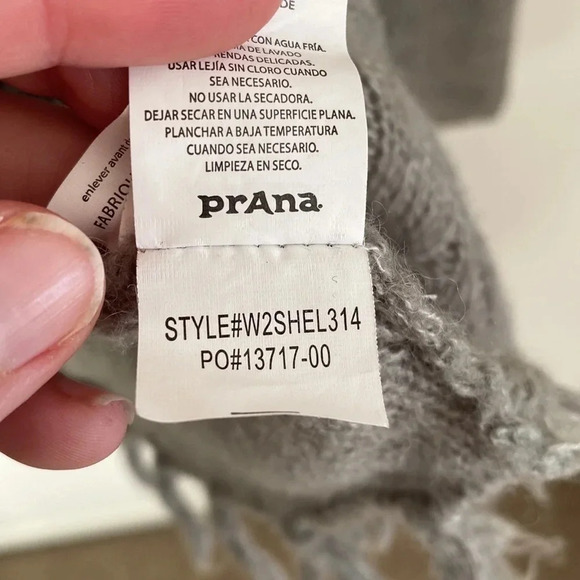 DE
CON AGUA FRÍA.
DE LAVADO
PRENDAS DELICADAS.
USAR LEJÍA SIN CLORO CUANDO
SEA NECESARIO.
NO USAR LA SECADORA.
DEJAR SECAR EN UNA SUPERFICIE PLANA.
PLANCHAR A BAJA TEMPERATURA
CUANDO SEA NECESARIO.
LIMPIEZA EN SECO.
enlever avant
FABRIQU
prAna
STYLE#W2SHEL314
PO#13717-00